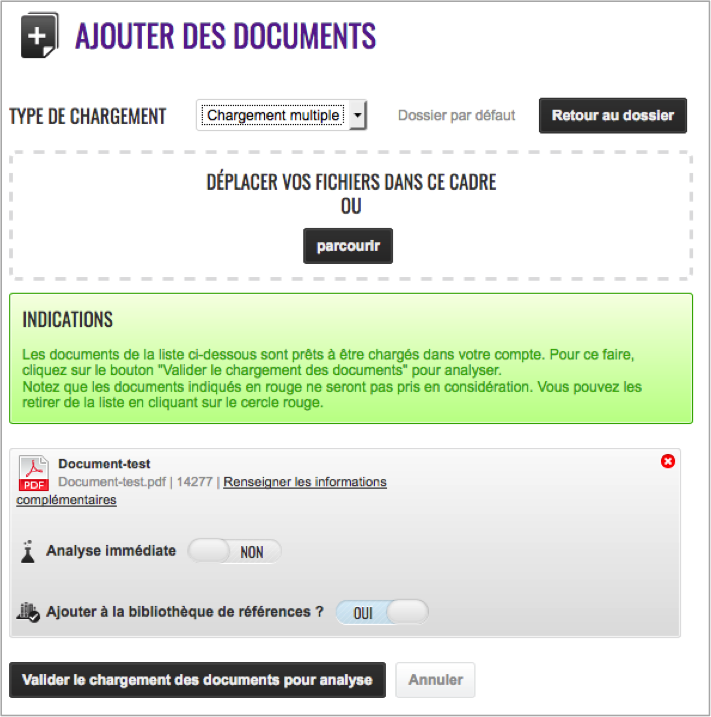 AJOUTER DES DOCUMENTS
TYPE DE CHARGEMENT Chargement multiple Dossier par défaut Retour au dossier
DÉPLACER VOS FICHIERS DANS CE CADRE
OU
parcourir
INDICATIONS
Les documents de la liste ci-dessous sont prêts à être chargés dans votre compte. Pour ce faire,
cliquez sur le bouton "Valider le chargement des documents" pour analyser.
Notez que les documents indiqués en rouge ne seront pas pris en considération. Vous pouvez les
retirer de la liste en cliquant sur le cercle rouge.
PDF Document-test
Document-test.pdf | 14277 | Renseigner les informations
complémentaires
Analyse immédiate NON
Ajouter à la bibliothèque de références ? OUI
Valider le chargement des documents pour analyse Annuler